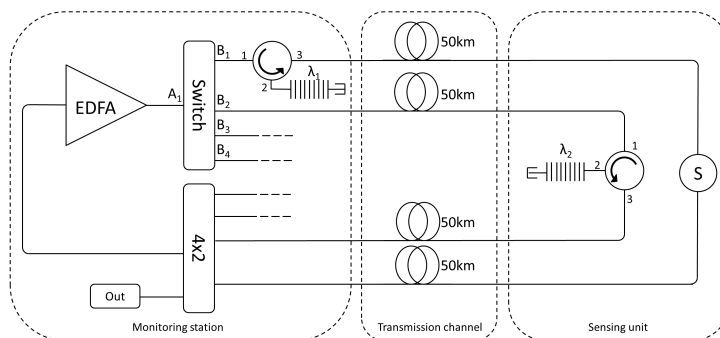 EDFA
A1
Switch
B1
B2
B3
B4
1
2
3
λ1
50km
50km
λ2
1
2
3
S
4x2
50km
50km
Out
Monitoring station
Transmission channel
Sensing unit